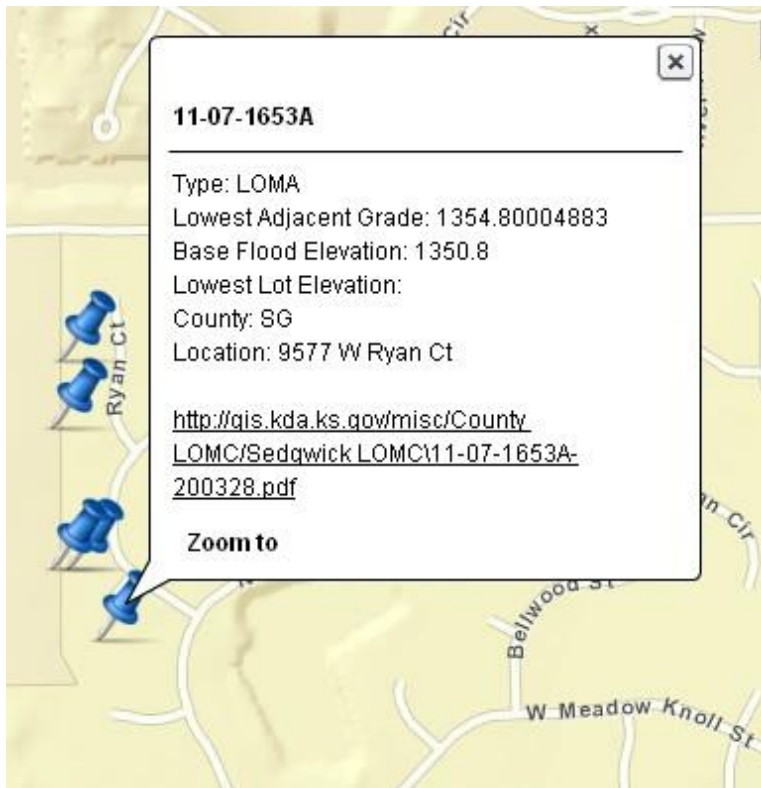 Cir
x
11-07-1653A
Type: LOMA
Lowest Adjacent Grade: 1354.80004883
Base Flood Elevation: 1350.8
Lowest Lot Elevation:
County: SG
Location: 9577 W Ryan Ct
http://gis.kda.ks.gov/misc/County
LOMC/Sedgwick LOMC\11-07-1653A-
200328.pdf
Zoom to
Ryan Ct
Cir
Bellwood St
W Meadow Knoll St